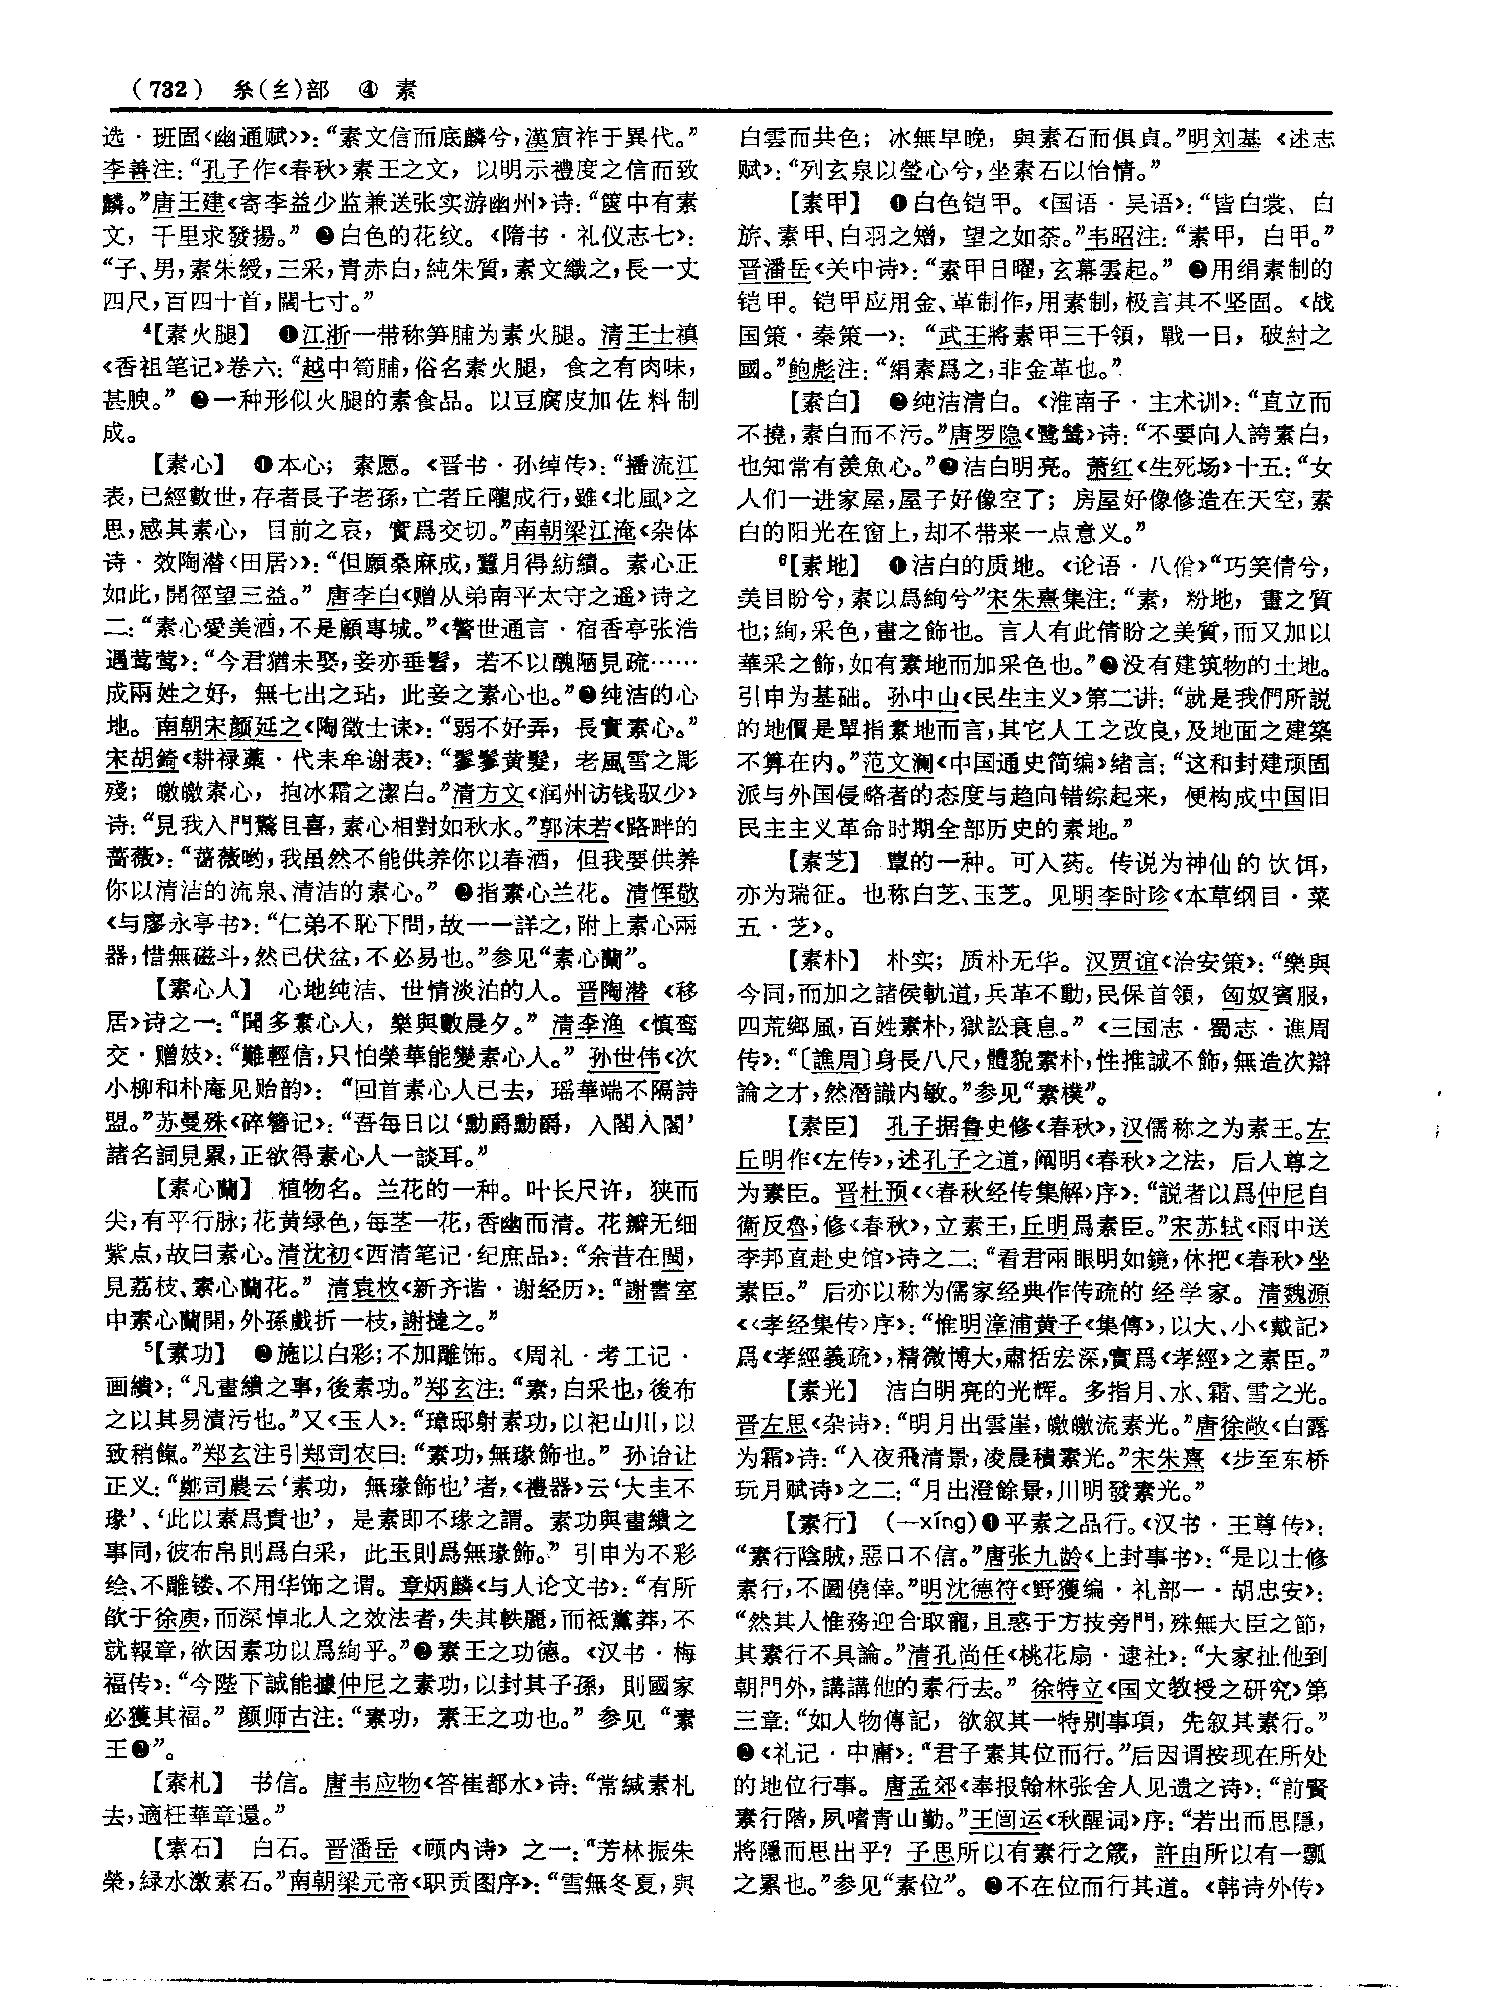 （732） 糸(糹)部 ④ 素
选·班固《幽通赋》》：“素文信而底麟兮，漢賓祚于異代。”
李善注：“孔子作《春秋》素王之文，以明示禮度之信而致
麟。”唐王建《寄李益少监兼送张实游幽州》诗：“篋中有素
文，千里求發揚。” ❷白色的花纹。《隋书·礼仪志七》：
“子、男，素朱綬，三采，青赤白，純朱質，素文織之，長一丈
四尺，百四十首，闊七寸。”
4【素火腿】 ❶江浙一带称笋脯为素火腿。清王士禛
《香祖笔记》卷六：“越中筍脯，俗名素火腿，食之有肉味，
甚腴。” ❷一种形似火腿的素食品。以豆腐皮加佐料制
成。
【素心】 ❶本心；素愿。《晋书·孙绰传》：“播流江
表，已經數世，存者長子老孫，亡者丘隴成行，雖《北風》之
思，感其素心，目前之哀，實爲交切。”南朝梁江淹《杂体
诗·效陶潜〈田居〉》：“但願桑麻成，蠶月得紡績。素心正
如此，開徑望三益。” 唐李白《赠从弟南平太守之遥》诗之
二：“素心愛美酒，不是顧專城。”《警世通言·宿香亭张浩
遇莺莺》：“今君猶未娶，妾亦垂髫，若不以醜陋見疏……
成兩姓之好，無七出之玷，此妾之素心也。”❷纯洁的心
地。南朝宋颜延之《陶徵士诔》：“弱不好弄，長實素心。”
宋胡錡《耕禄藁·代耒牟谢表》：“鬖鬖黄髮，老風雪之彫
殘；皦皦素心，抱冰霜之潔白。”清方文《润州访钱驭少》
诗：“見我入門驚且喜，素心相對如秋水。”郭沫若《路畔的
蔷薇》：“蔷薇哟，我虽然不能供养你以春酒，但我要供养
你以清洁的流泉、清洁的素心。” ❸指素心兰花。清恽敬
《与廖永亭书》：“仁弟不恥下問，故一一詳之，附上素心兩
器，惜無磁斗，然已伏盆，不必易也。”参见“素心蘭”。
【素心人】 心地纯洁、世情淡泊的人。晋陶潜《移
居》诗之一：“聞多素心人，樂與數晨夕。” 清李渔《慎鸾
交·赠妓》：“難輕信，只怕榮華能變素心人。” 孙世伟《次
小柳和朴庵见贻韵》：“回首素心人已去，瑶華端不隔詩
盟。”苏曼殊《碎簪记》：“吾每日以‘勳爵勳爵，入閣入閣’
諸名詞見累，正欲得素心人一談耳。”
【素心蘭】 植物名。兰花的一种。叶长尺许，狭而
尖，有平行脉；花黄绿色，每茎一花，香幽而清。花瓣无细
紫点，故曰素心。清沈初《西清笔记·纪庶品》：“余昔在閩，
見荔枝、素心蘭花。” 清袁枚《新齐谐·谢经历》：“謝書室
中素心蘭開，外孫戲折一枝，謝撻之。”
5【素功】 ❶施以白彩；不加雕饰。《周礼·考工记·
画繢》：“凡畫繢之事，後素功。”郑玄注：“素，白采也，後布
之以其易漬污也。”又《玉人》：“璋邸射素功，以祀山川，以
致稍餼。”郑玄注引郑司农曰：“素功，無瑑飾也。” 孙诒让
正义：“鄭司農云‘素功，無瑑飾也’者，《禮器》云‘大圭不
瑑’、‘此以素爲貴也’，是素即不瑑之謂。素功與畫繢之
事同，彼布帛則爲白采，此玉則爲無瑑飾。” 引申为不彩
绘、不雕镂、不用华饰之谓。章炳麟《与人论文书》：“有所
歆于徐庾，而深悼北人之效法者，失其軼麗，而祗黨莽，不
就報章，欲因素功以爲絢乎。”❷素王之功德。《汉书·梅
福传》：“今陛下誠能據仲尼之素功，以封其子孫，則國家
必獲其福。” 颜师古注：“素功，素王之功也。” 参见“素
王❷”。
【素札】 书信。唐韦应物《答崔都水》诗：“常緘素札
去，適枉華章還。”
【素石】 白石。晋潘岳《顾内诗》之一：“芳林振朱
榮，緑水激素石。”南朝梁元帝《职贡图序》：“雪無冬夏，與
白雲而共色；冰無早晚，與素石而俱貞。”明刘基《述志
赋》：“列玄泉以瑩心兮，坐素石以怡情。”
【素甲】 ❶白色铠甲。《国语·吴语》：“皆白裳、白
旂、素甲、白羽之矰，望之如荼。”韦昭注：“素甲，白甲。”
晋潘岳《关中诗》：“素甲日曜，玄幕雲起。” ❷用绢素制的
铠甲。铠甲应用金、革制作，用素制，极言其不坚固。《战
国策·秦策一》：“武王將素甲三千領，戰一日，破紂之
國。”鲍彪注：“絹素爲之，非金革也。”
【素白】 ❶纯洁清白。《淮南子·主术训》：“直立而
不撓，素白而不污。”唐罗隐《鹭鸶》诗：“不要向人誇素白，
也知常有羡魚心。”❷洁白明亮。萧红《生死场》十五：“女
人们一进家屋，屋子好像空了；房屋好像修造在天空，素
白的阳光在窗上，却不带来一点意义。”
6【素地】 ❶洁白的质地。《论语·八佾》“巧笑倩兮，
美目盼兮，素以爲絢兮”宋朱熹集注：“素，粉地，畫之質
也；絢，采色，畫之飾也。言人有此倩盼之美質，而又加以
華采之飾，如有素地而加采色也。”❷没有建筑物的土地。
引申为基础。孙中山《民生主义》第二讲：“就是我們所説
的地價是單指素地而言，其它人工之改良，及地面之建築
不算在内。”范文澜《中国通史简编》绪言：“这和封建顽固
派与外国侵略者的态度与趋向错综起来，便构成中国旧
民主主义革命时期全部历史的素地。”
【素芝】 蕈的一种。可入药。传说为神仙的饮饵，
亦为瑞征。也称白芝、玉芝。见明李时珍《本草纲目·菜
五·芝》。
【素朴】 朴实；质朴无华。汉贾谊《治安策》：“樂與
今同，而加之諸侯軌道，兵革不動，民保首領，匈奴賓服，
四荒鄉風，百姓素朴，獄訟衰息。”《三国志·蜀志·谯周
传》：“〔譙周〕身長八尺，體貌素朴，性推誠不飾，無造次辯
論之才，然潛識内敏。”参见“素樸”。
【素臣】 孔子据鲁史修《春秋》，汉儒称之为素王。左
丘明作《左传》，述孔子之道，阐明《春秋》之法，后人尊之
为素臣。晋杜预《〈春秋经传集解〉序》：“説者以爲仲尼自
衞反魯，修《春秋》，立素王，丘明爲素臣。”宋苏轼《雨中送
李邦直赴史馆》诗之二：“看君兩眼明如鏡，休把《春秋》坐
素臣。” 后亦以称为儒家经典作传疏的经学家。清魏源
《〈孝经集传〉序》：“惟明漳浦黄子《集傳》，以大、小《戴記》
爲《孝經義疏》，精微博大，肅括宏深，實爲《孝經》之素臣。”
【素光】 洁白明亮的光辉。多指月、水、霜、雪之光。
晋左思《杂诗》：“明月出雲崖，皦皦流素光。”唐徐敞《白露
为霜》诗：“入夜飛清景，凌晨積素光。”宋朱熹《步至东桥
玩月赋诗》之二：“月出澄餘景，川明發素光。”
【素行】 （—xíng）❶平素之品行。《汉书·王尊传》：
“素行陰賊，惡口不信。”唐张九龄《上封事书》：“是以士修
素行，不圖僥倖。”明沈德符《野獲编·礼部一·胡忠安》：
“然其人惟務迎合取寵，且惑于方技旁門，殊無大臣之節，
其素行不具論。”清孔尚任《桃花扇·逮社》：“大家扯他到
朝門外，講講他的素行去。” 徐特立《国文教授之研究》第
三章：“如人物傳記，欲叙其一特别事項，先叙其素行。”
❷《礼记·中庸》：“君子素其位而行。”后因谓按现在所处
的地位行事。唐孟郊《奉报翰林张舍人见遗之诗》：“前賢
素行階，夙嗜青山勤。”王闿运《秋醒词》序：“若出而思隱，
將隱而思出乎？子思所以有素行之箴，許由所以有一瓢
之累也。”参见“素位”。❸不在位而行其道。《韩诗外传》